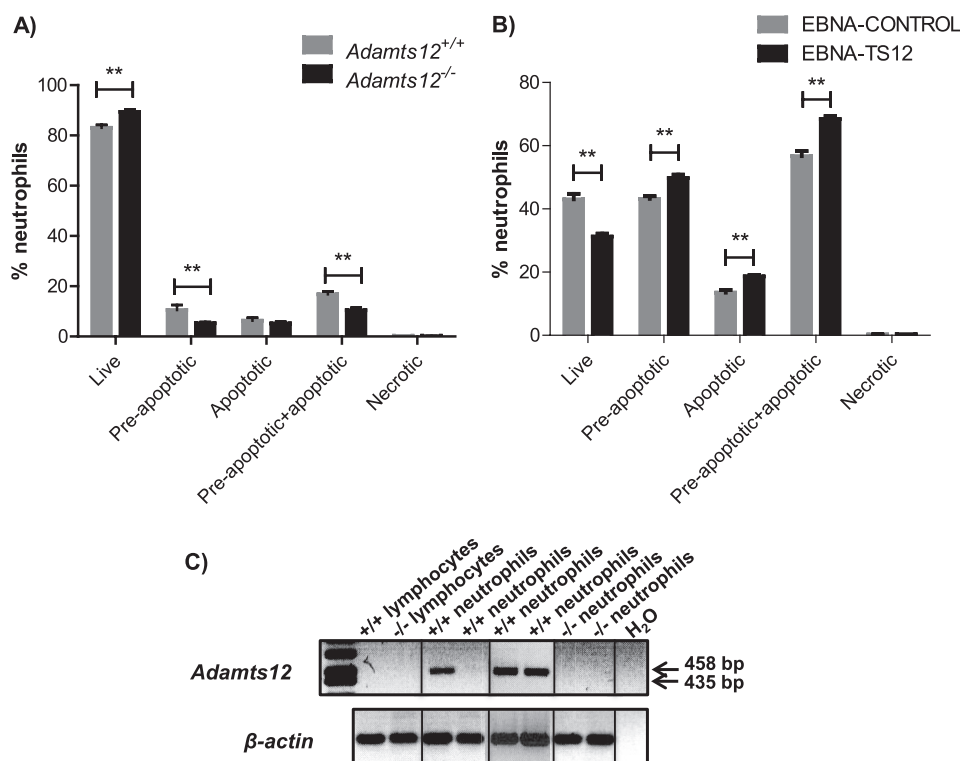 A)
Adamts12+/+
Adamts12-/-
% neutrophils
100
80
60
40
20
0
**
**
**
Live
Pre-apoptotic
Apoptotic
Pre-apoptotic+apoptotic
Necrotic
B)
EBNA-CONTROL
EBNA-TS12
% neutrophils
80
60
40
20
0
**
**
**
**
Live
Pre-apoptotic
Apoptotic
Pre-apoptotic+apoptotic
Necrotic
C)
+/+ lymphocytes
-/- lymphocytes
+/+ neutrophils
+/+ neutrophils
+/+ neutrophils
+/+ neutrophils
-/- neutrophils
-/- neutrophils
H2O
Adamts12
458 bp
435 bp
β-actin